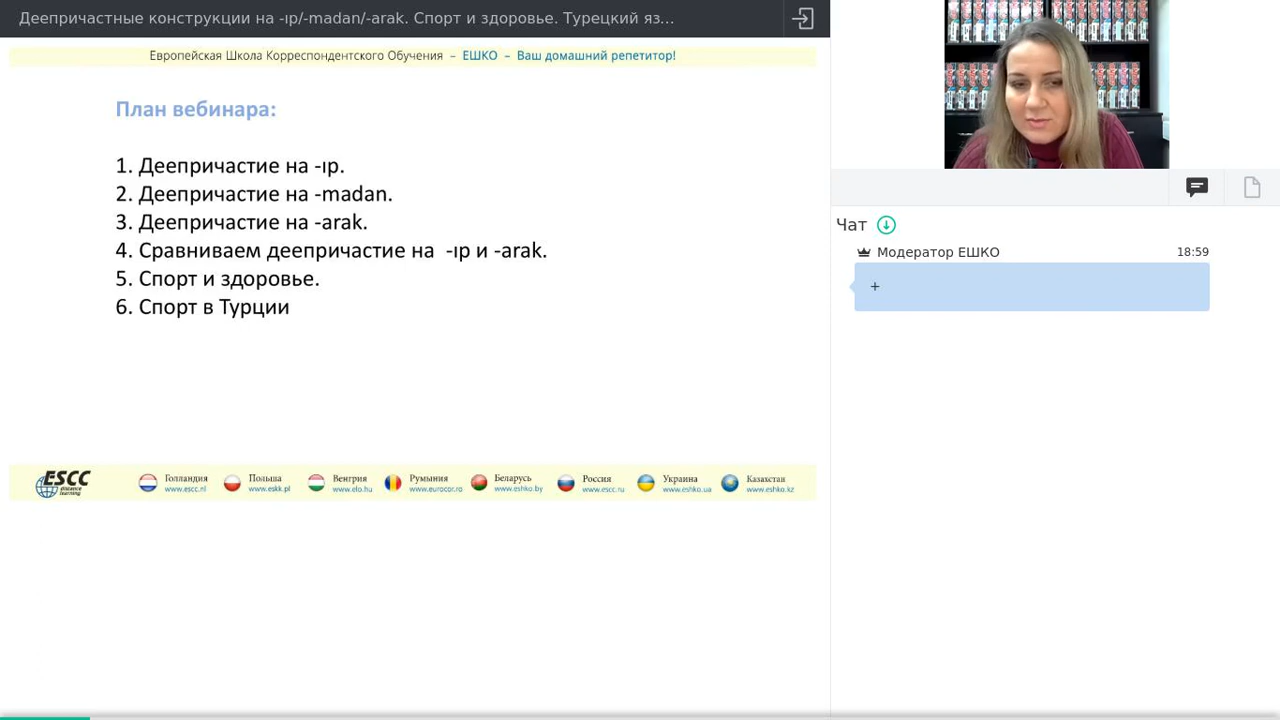 Деепричастные конструкции на -ıp/-madan/-arak. Спорт и здоровье. Турецкий яз...
Европейская Школа Корреспондентского Обучения – ЕШКО – Ваш домашний репетитор!
План вебинара:
1. Деепричастие на -ıp.
2. Деепричастие на -madan.
3. Деепричастие на -arak.
4. Сравниваем деепричастие на -ıp и -arak.
5. Спорт и здоровье.
6. Спорт в Турции
ESCC
distance learning
Голландия
www.escc.nl
Польша
www.eskk.pl
Венгрия
www.elo.hu
Румыния
www.eurocor.ro
Беларусь
www.eshko.by
Россия
www.escc.ru
Украина
www.eshko.ua
Казахстан
www.eshko.kz
Чат
Модератор ЕШКО 18:59
+